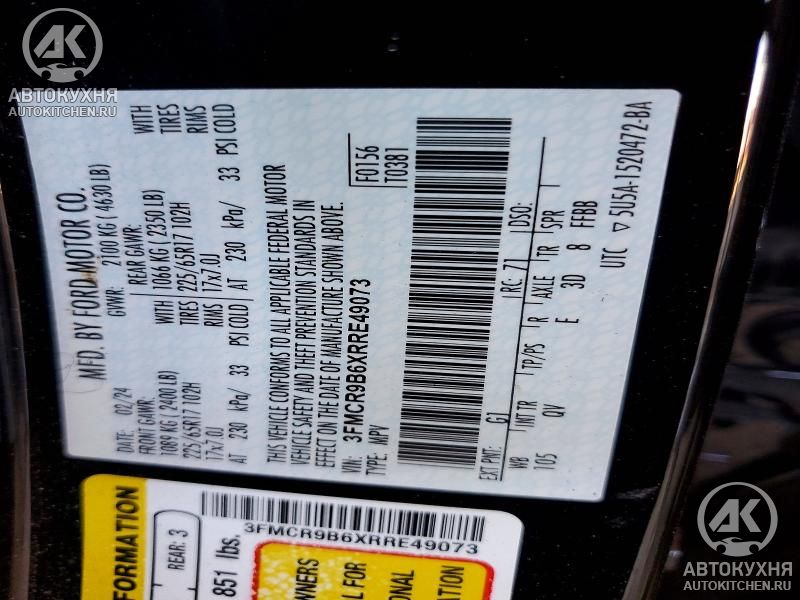 AK
АВТОКУХНЯ
AUTOKITCHEN.RU
MFD. BY FORD MOTOR CO.
DATE: 02/24 GVWR: 2100 KG ( 4630 LB)
FRONT GAWR: REAR GAWR:
1089 KG ( 2400 LB) WITH 1066 KG ( 2350 LB) WITH
225/65R17 102H TIRES 225/65R17 102H TIRES
17x7.0J RIMS 17x7.0J RIMS
AT 230 kPa/ 33 PSI COLD AT 230 kPa/ 33 PSI COLD
THIS VEHICLE CONFORMS TO ALL APPLICABLE FEDERAL MOTOR
VEHICLE SAFETY AND THEFT PREVENTION STANDARDS IN
EFFECT ON THE DATE OF MANUFACTURE SHOWN ABOVE.
VIN: 3FMCR9B6XRRE49073 F0156
TYPE: MPV T0381
EXT PNT: G1 RC: 71 DSO:
WB INT TR TP/PS R AXLE TR SPR
105 QV E 3D 8 FFBB
UTC ▽ 5U5A-1520472-BA
3FMCR9B6XRRE49073
FORMATION
REAR: 3
851 lbs.
OWNERS
FOR
IONAL
MATION
AK
АВТОКУХНЯ
AUTOKITCHEN.RU